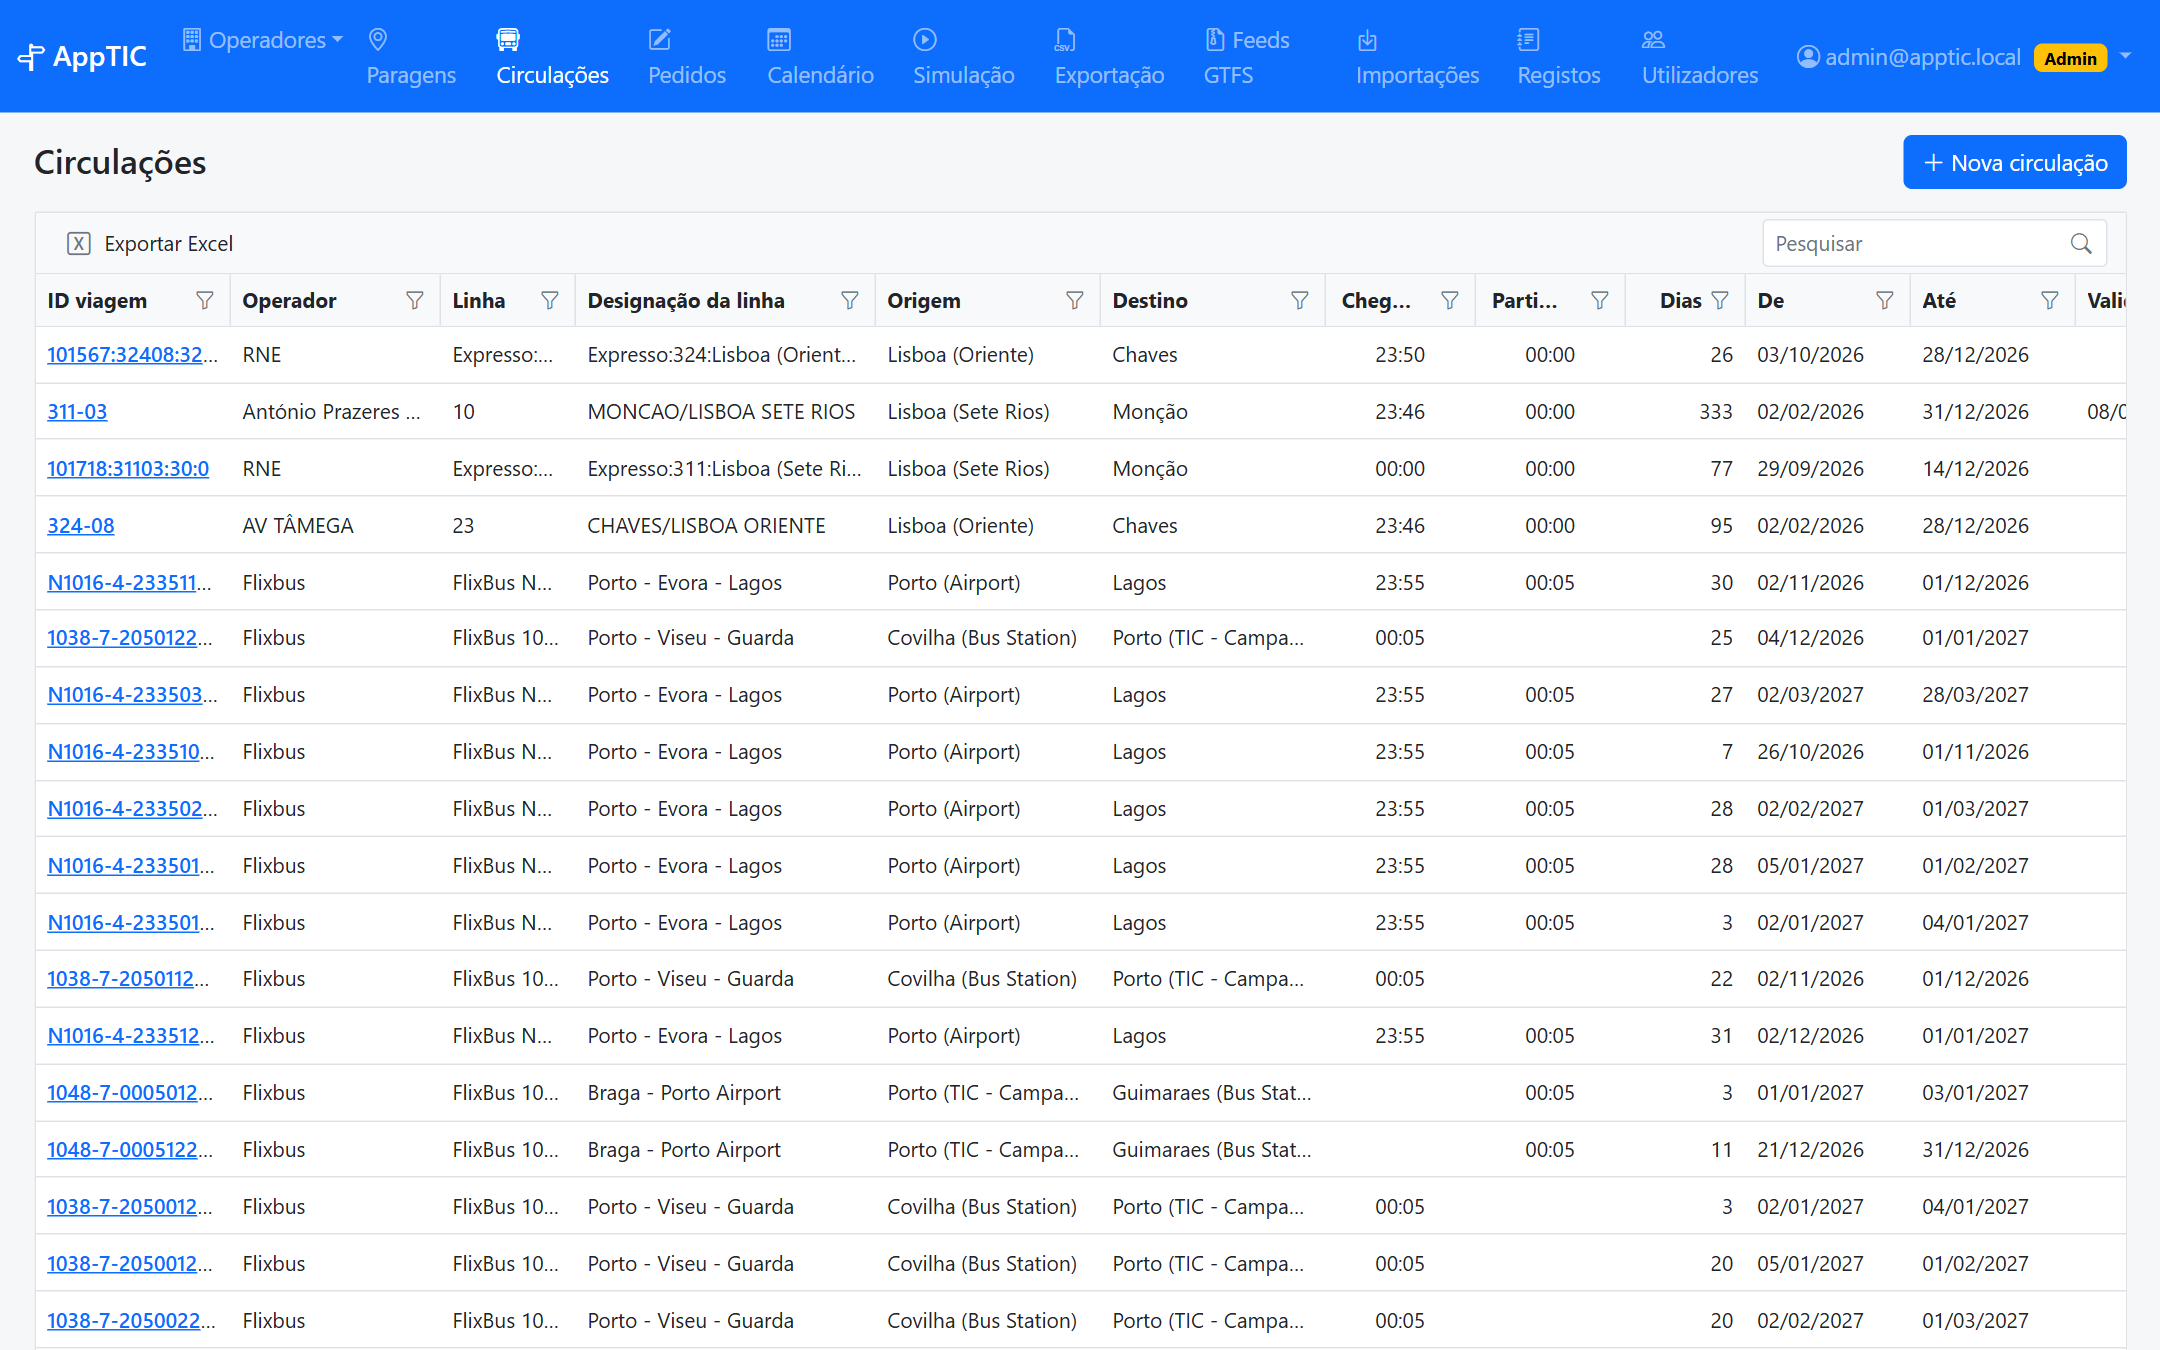 AppTIC
Operadores
Paragens
Circulações
Pedidos
Calendário
Simulação
CSV
Exportação
Feeds
GTFS
Importações
Registos
Utilizadores
admin@apptic.local Admin
Circulações
+ Nova circulação
Exportar Excel
Pesquisar
ID viagem Operador Linha Designação da linha Origem Destino Cheg... Parti... Dias De Até Valid
101567:32408:32... RNE Expresso:... Expresso:324:Lisboa (Orient... Lisboa (Oriente) Chaves 23:50 00:00 26 03/10/2026 28/12/2026
311-03 António Prazeres ... 10 MONCAO/LISBOA SETE RIOS Lisboa (Sete Rios) Monção 23:46 00:00 333 02/02/2026 31/12/2026 08/0
101718:31103:30:0 RNE Expresso:... Expresso:311:Lisboa (Sete Ri... Lisboa (Sete Rios) Monção 00:00 00:00 77 29/09/2026 14/12/2026
324-08 AV TÂMEGA 23 CHAVES/LISBOA ORIENTE Lisboa (Oriente) Chaves 23:46 00:00 95 02/02/2026 28/12/2026
N1016-4-233511... Flixbus FlixBus N... Porto - Evora - Lagos Porto (Airport) Lagos 23:55 00:05 30 02/11/2026 01/12/2026
1038-7-2050122... Flixbus FlixBus 10... Porto - Viseu - Guarda Covilha (Bus Station) Porto (TIC - Campa... 00:05 25 04/12/2026 01/01/2027
N1016-4-233503... Flixbus FlixBus N... Porto - Evora - Lagos Porto (Airport) Lagos 23:55 00:05 27 02/03/2027 28/03/2027
N1016-4-233510... Flixbus FlixBus N... Porto - Evora - Lagos Porto (Airport) Lagos 23:55 00:05 7 26/10/2026 01/11/2026
N1016-4-233502... Flixbus FlixBus N... Porto - Evora - Lagos Porto (Airport) Lagos 23:55 00:05 28 02/02/2027 01/03/2027
N1016-4-233501... Flixbus FlixBus N... Porto - Evora - Lagos Porto (Airport) Lagos 23:55 00:05 28 05/01/2027 01/02/2027
N1016-4-233501... Flixbus FlixBus N... Porto - Evora - Lagos Porto (Airport) Lagos 23:55 00:05 3 02/01/2027 04/01/2027
1038-7-2050112... Flixbus FlixBus 10... Porto - Viseu - Guarda Covilha (Bus Station) Porto (TIC - Campa... 00:05 22 02/11/2026 01/12/2026
N1016-4-233512... Flixbus FlixBus N... Porto - Evora - Lagos Porto (Airport) Lagos 23:55 00:05 31 02/12/2026 01/01/2027
1048-7-0005012... Flixbus FlixBus 10... Braga - Porto Airport Porto (TIC - Campa... Guimaraes (Bus Stat... 00:05 3 01/01/2027 03/01/2027
1048-7-0005122... Flixbus FlixBus 10... Braga - Porto Airport Porto (TIC - Campa... Guimaraes (Bus Stat... 00:05 11 21/12/2026 31/12/2026
1038-7-2050012... Flixbus FlixBus 10... Porto - Viseu - Guarda Covilha (Bus Station) Porto (TIC - Campa... 00:05 3 02/01/2027 04/01/2027
1038-7-2050012... Flixbus FlixBus 10... Porto - Viseu - Guarda Covilha (Bus Station) Porto (TIC - Campa... 00:05 20 05/01/2027 01/02/2027
1038-7-2050022... Flixbus FlixBus 10... Porto - Viseu - Guarda Covilha (Bus Station) Porto (TIC - Campa... 00:05 20 02/02/2027 01/03/2027